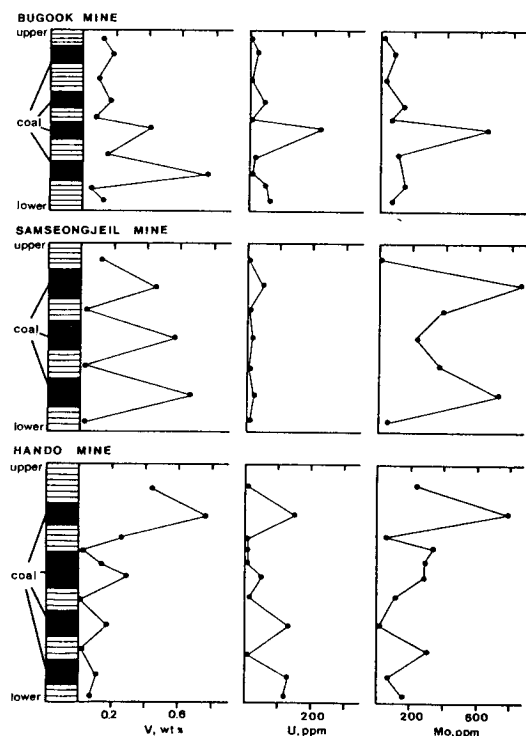 BUGOOK MINE
upper
coal
lower
SAMSEONGJEIL MINE
upper
coal
lower
HANDO MINE
upper
coal
lower
0.2 0.6 200 200 600
V, wt % U, ppm Mo, ppm